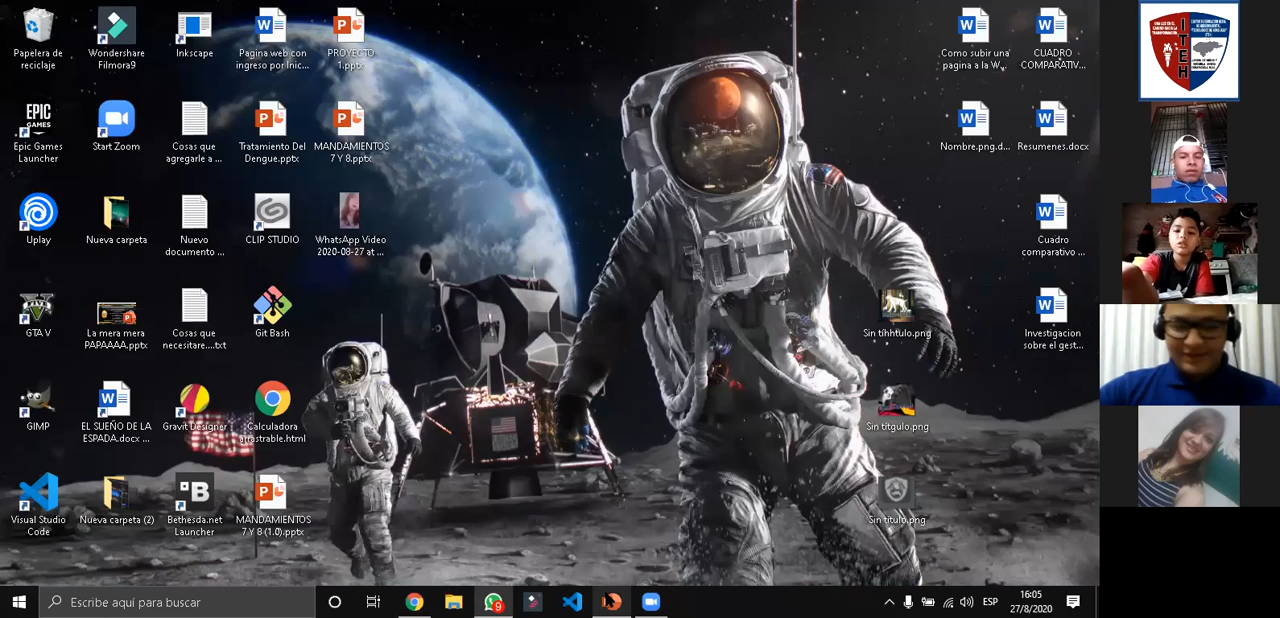 Papelera de
reciclaje
Wondershare
Filmora9
Inkscape
Pagina web con
ingreso por Inic...
PROYECTO
1.pptx
Como subir una
pagina a la W...
CUADRO
COMPARATIV...
EPIC
GAMES
Epic Games
Launcher
Start Zoom
Cosas que
agregarle a ...
Tratamiento Del
Dengue.pptx
MANDAMIENTOS
7 Y 8.pptx
Nombre.png.d...
Resumenes.docx
Uplay
Nueva carpeta
Nuevo
documento ...
CLIP STUDIO
WhatsApp Video
2020-08-27 at ...
Cuadro
comparativo ...
GTA V
La mera mera
PAPAAAA.pptx
Cosas que
necesitare....txt
Git Bash
Sin tihhtulo.png
Investigacion
sobre el gest...
GIMP
EL SUEÑO DE LA
ESPADA.docx ...
Gravit Designer
Calculadora
arrastrable.html
Sin titgulo.png
Visual Studio
Code
Nueva carpeta (2)
Bethesda.net
Launcher
MANDAMIENTOS
7 Y 8 (1.0).pptx
Sin titulo.png
ITEH
Escribe aquí para buscar
9
ESP
16:05
27/8/2020